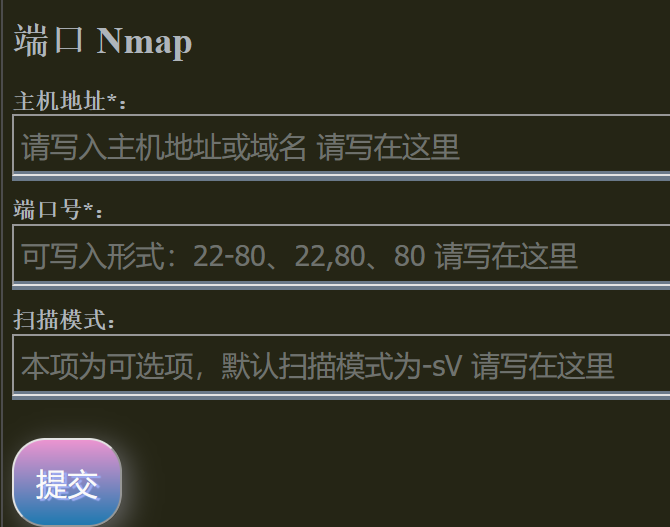 端口 Nmap
主机地址*：
请写入主机地址或域名 请写在这里
端口号*：
可写入形式：22-80、22,80、80 请写在这里
扫描模式：
本项为可选项，默认扫描模式为-sV 请写在这里
提交